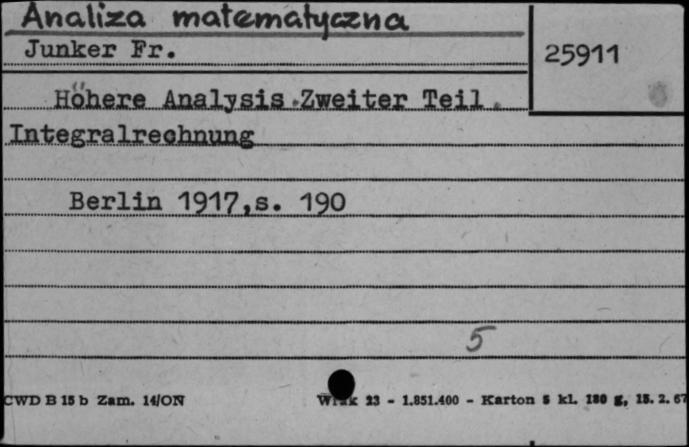 Analiza matematyczna
Junker Fr.
25911
Höhere Analysis.Zweiter Teil.
Integralrechnung
Berlin 1917,s. 190
5
CWD B 15 b Zam. 14/ON
23 - 1.851.400 - Karton 5 kl. 180 g, 15. 2. 67